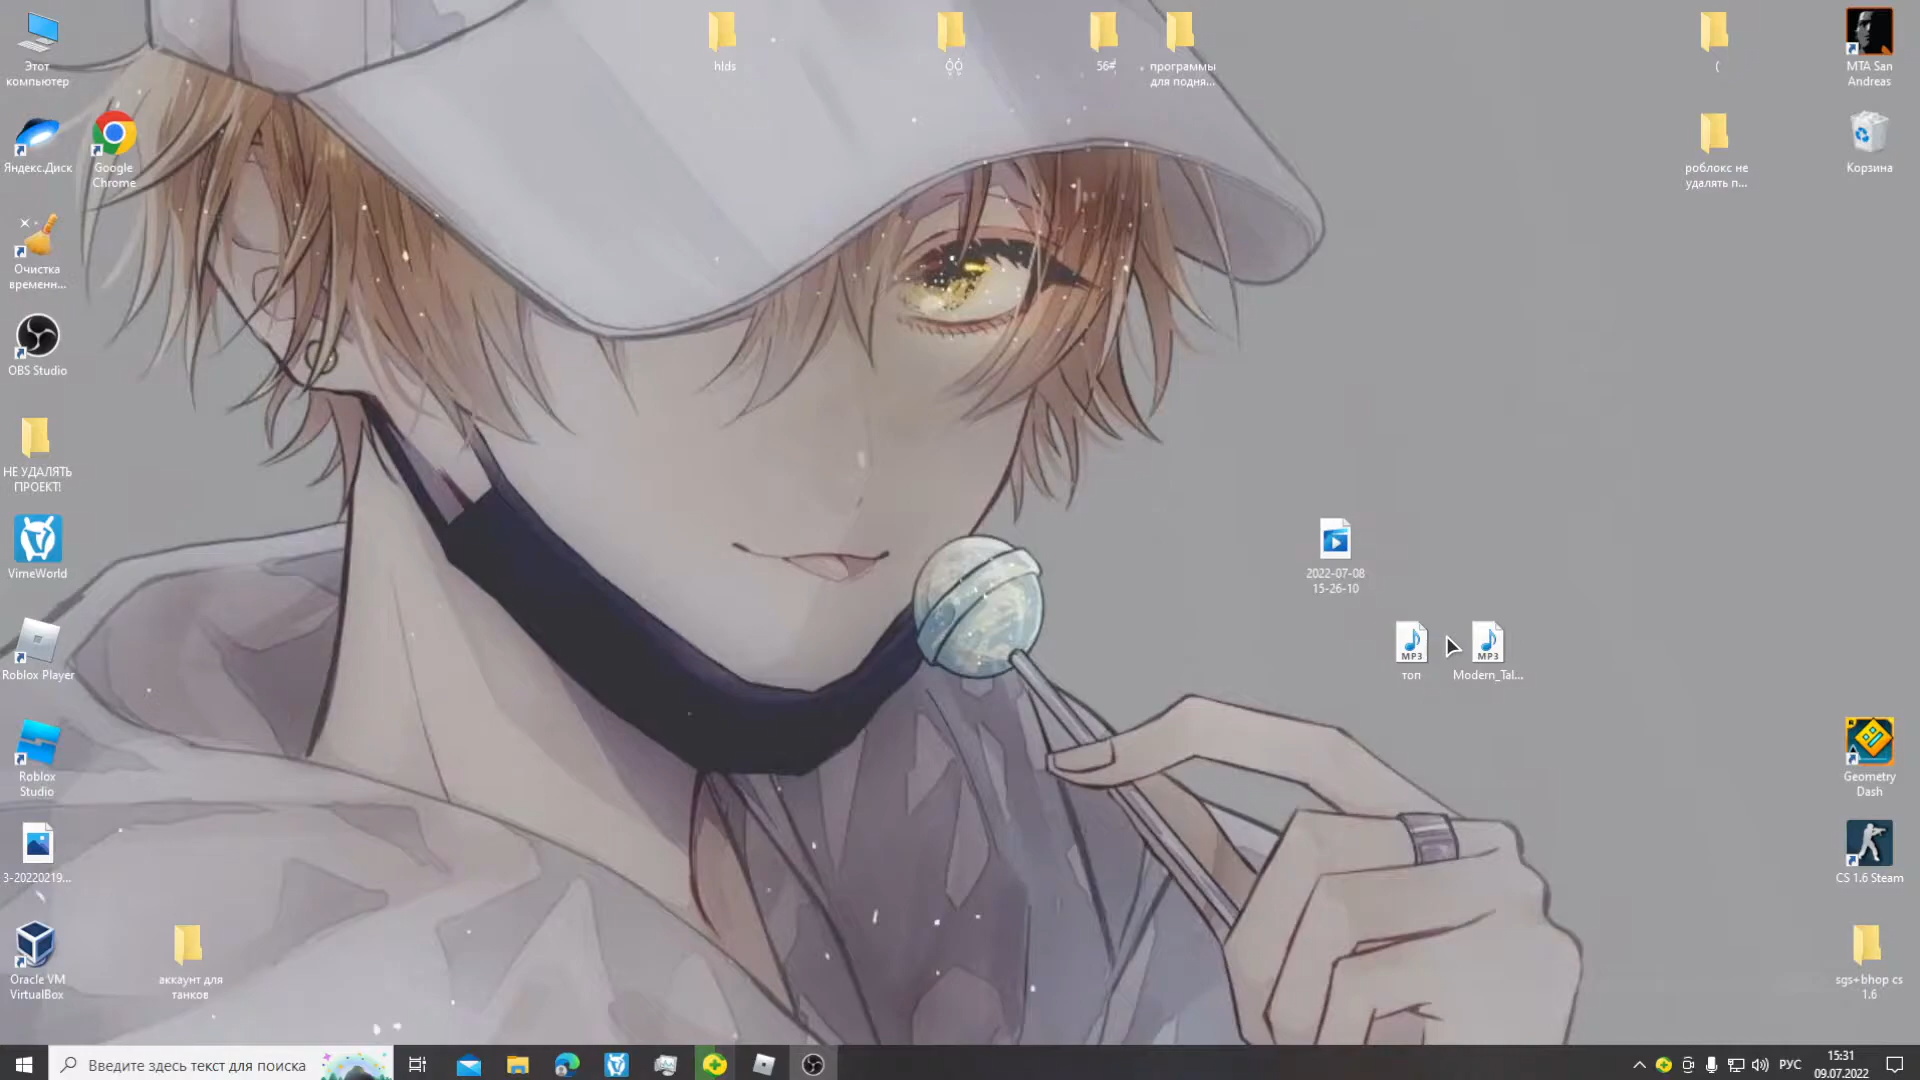 Этот
компьютер
Яндекс.Диск
Google
Chrome
Очистка
временн...
OBS Studio
НЕ УДАЛЯТЬ
ПРОЕКТ!
VimeWorld
Roblox Player
Roblox
Studio
3-20220219...
Oracle VM
VirtualBox
аккаунт для
танков
hlds
56#
программы
для подня...
(
роблокс не
удалять п...
MTA San
Andreas
Корзина
2022-07-08
15-26-10
MP3
топ
MP3
Modern_Tal...
Geometry
Dash
CS 1.6 Steam
sgs+bhop cs
1.6
Введите здесь текст для поиска
РУС
15:31
09.07.2022